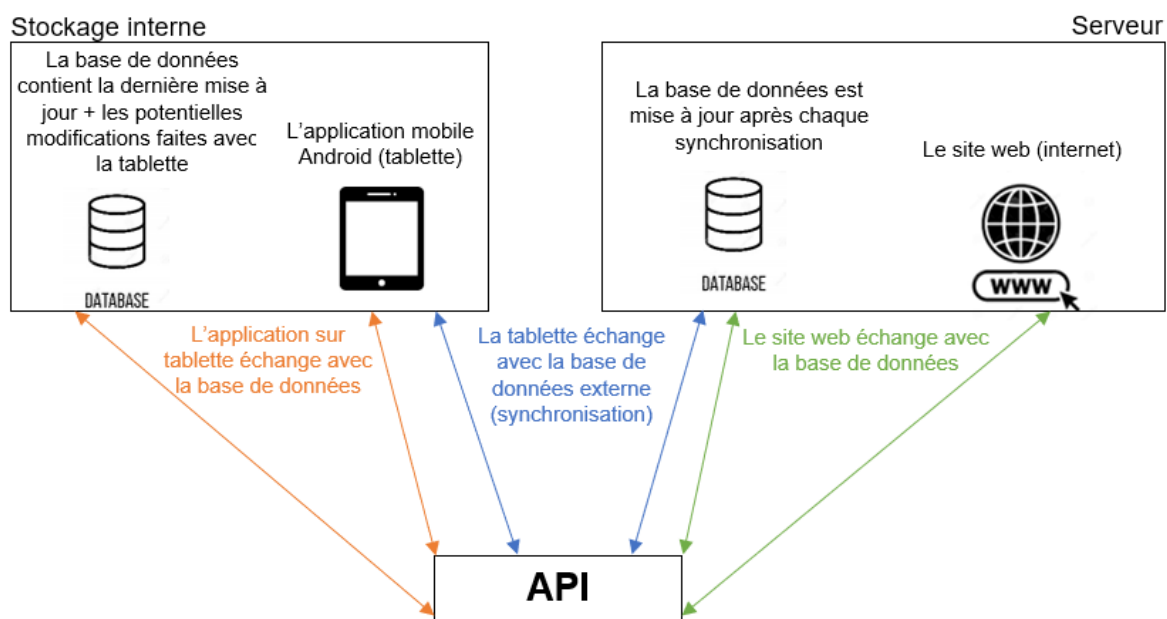 Stockage interne
Serveur
La base de données
contient la dernière mise à
jour + les potentielles
modifications faites avec
la tablette
L'application mobile
Android (tablette)
La base de données est
mise à jour après chaque
synchronisation
Le site web (internet)
DATABASE
DATABASE
WWW
L'application sur
tablette échange avec
la base de données
La tablette échange
avec la base de
données externe
(synchronisation)
Le site web échange avec
la base de données
API